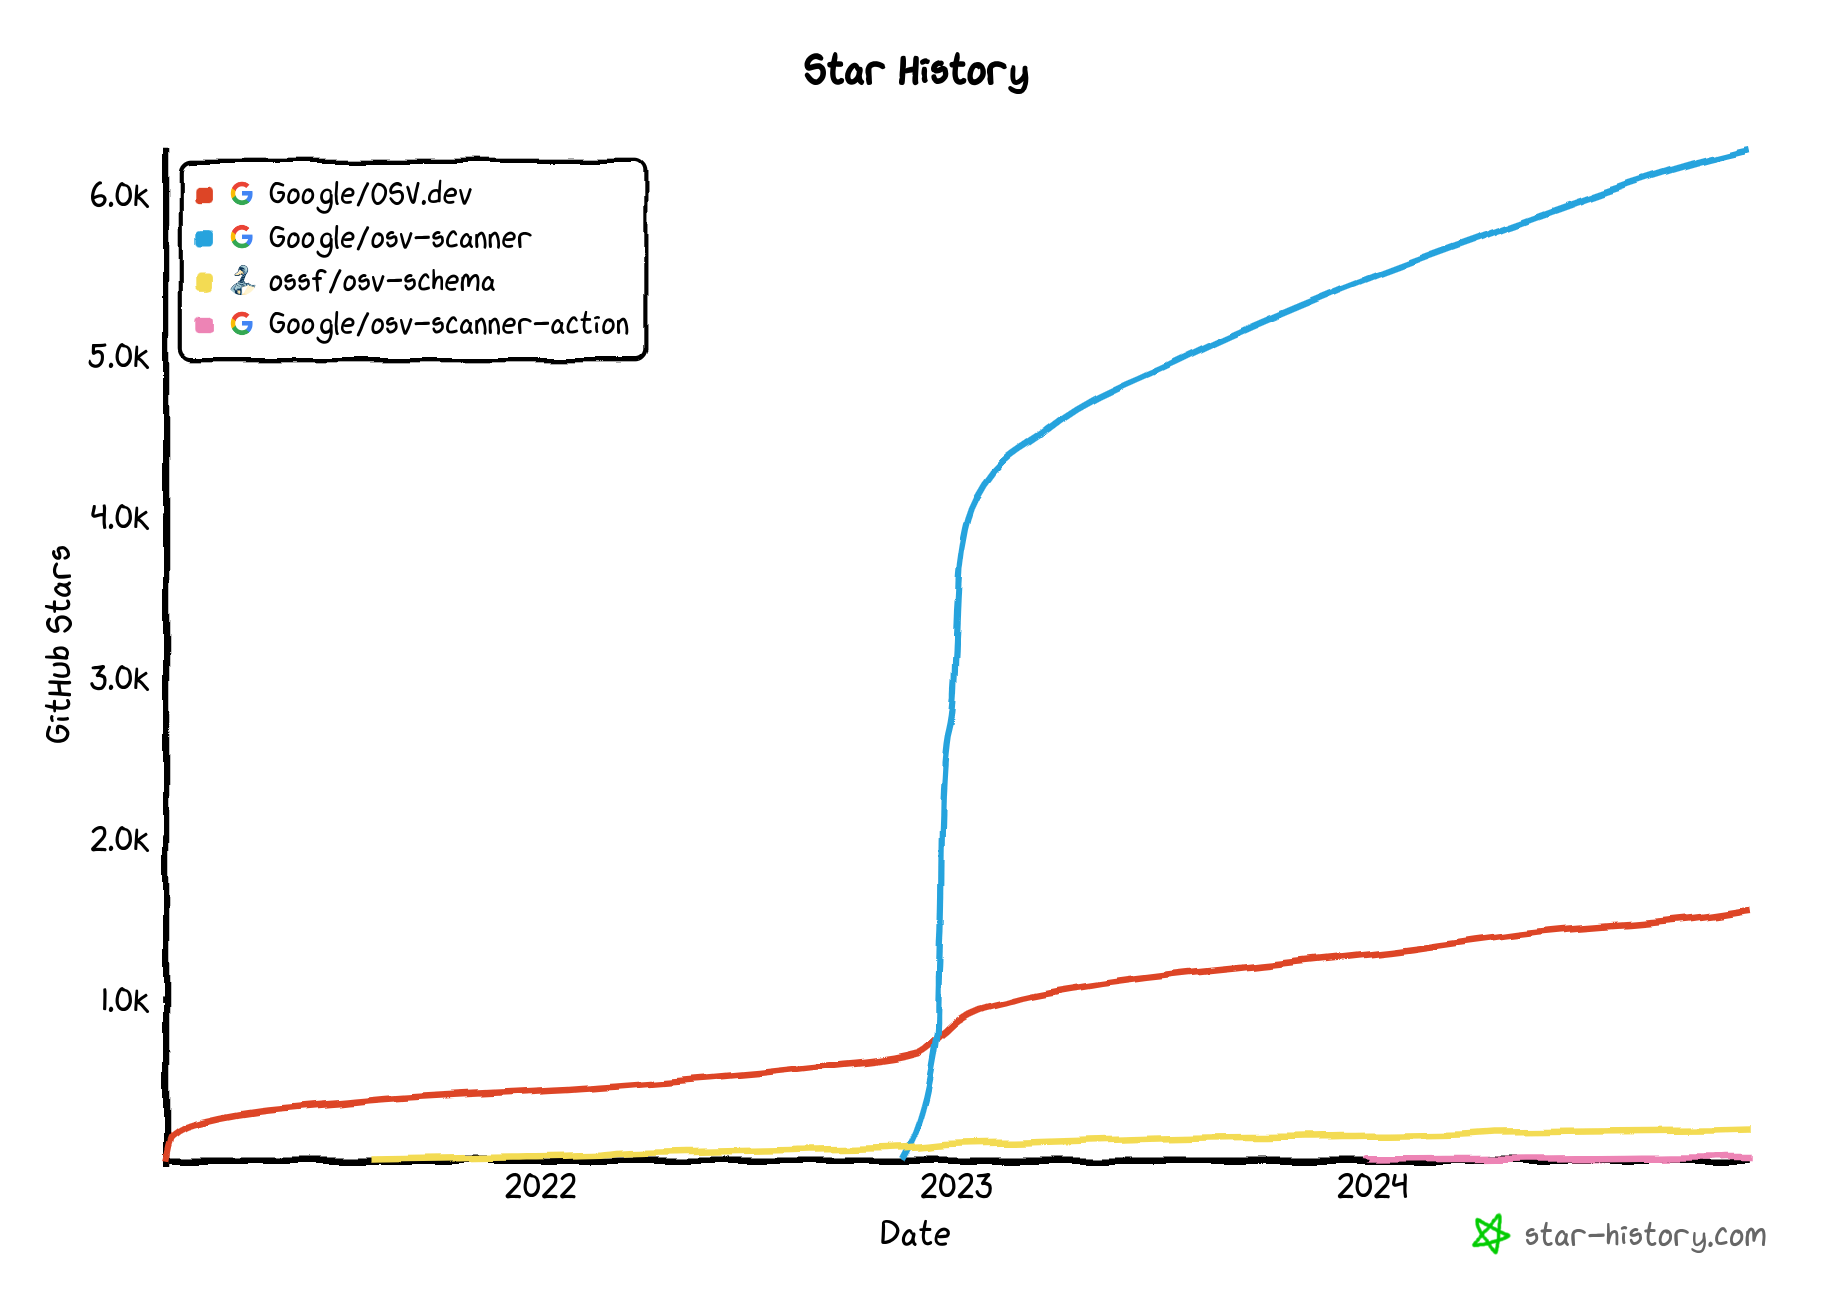 Star History
Google/OSV.dev
Google/osv-scanner
ossf/osv-schema
Google/osv-scanner-action
6.0k
5.0k
4.0k
3.0k
2.0k
1.0k
GitHub Stars
2022
2023
2024
Date
star-history.com